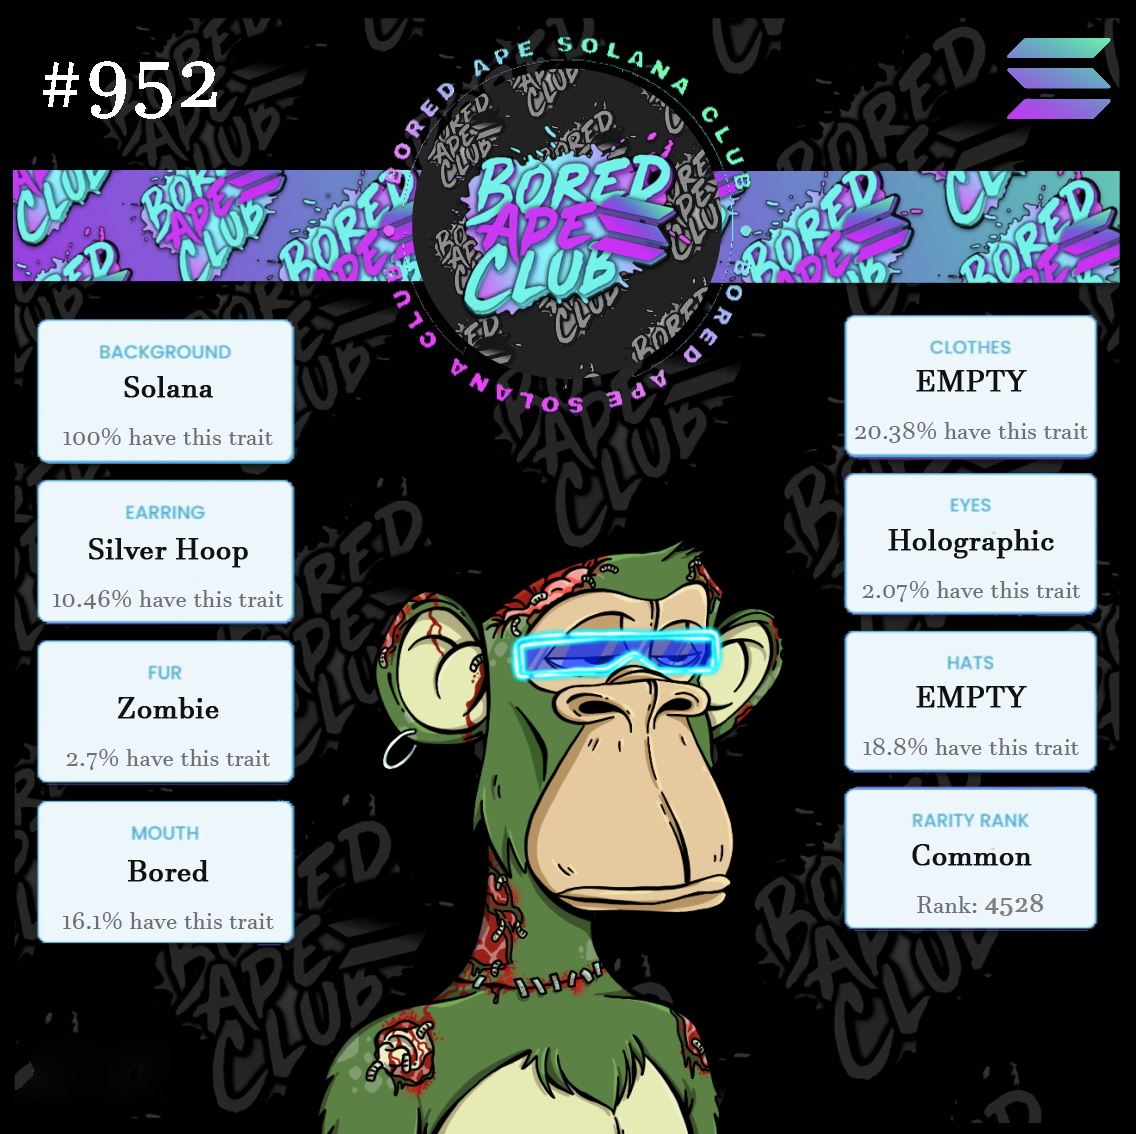 #952
BORED APE SOLANA CLUB
BORED APE SOLANA CLUB
BORED
APE
CLUB
BACKGROUND
Solana
100% have this trait
EARRING
Silver Hoop
10.46% have this trait
FUR
Zombie
2.7% have this trait
MOUTH
Bored
16.1% have this trait
CLOTHES
EMPTY
20.38% have this trait
EYES
Holographic
2.07% have this trait
HATS
EMPTY
18.8% have this trait
RARITY RANK
Common
Rank: 4528